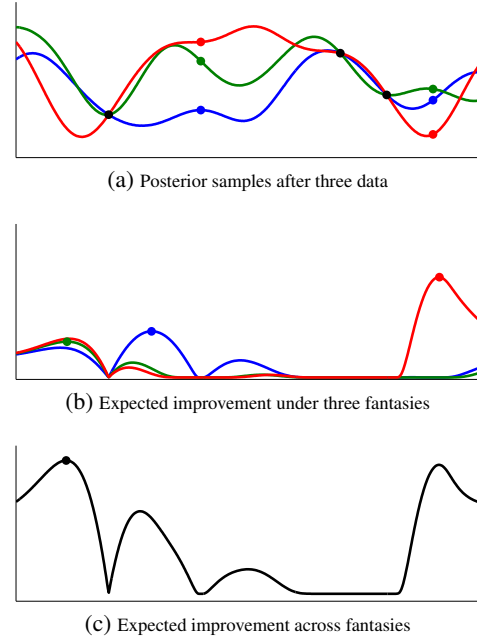 (a) Posterior samples after three data
(b) Expected improvement under three fantasies
(c) Expected improvement across fantasies